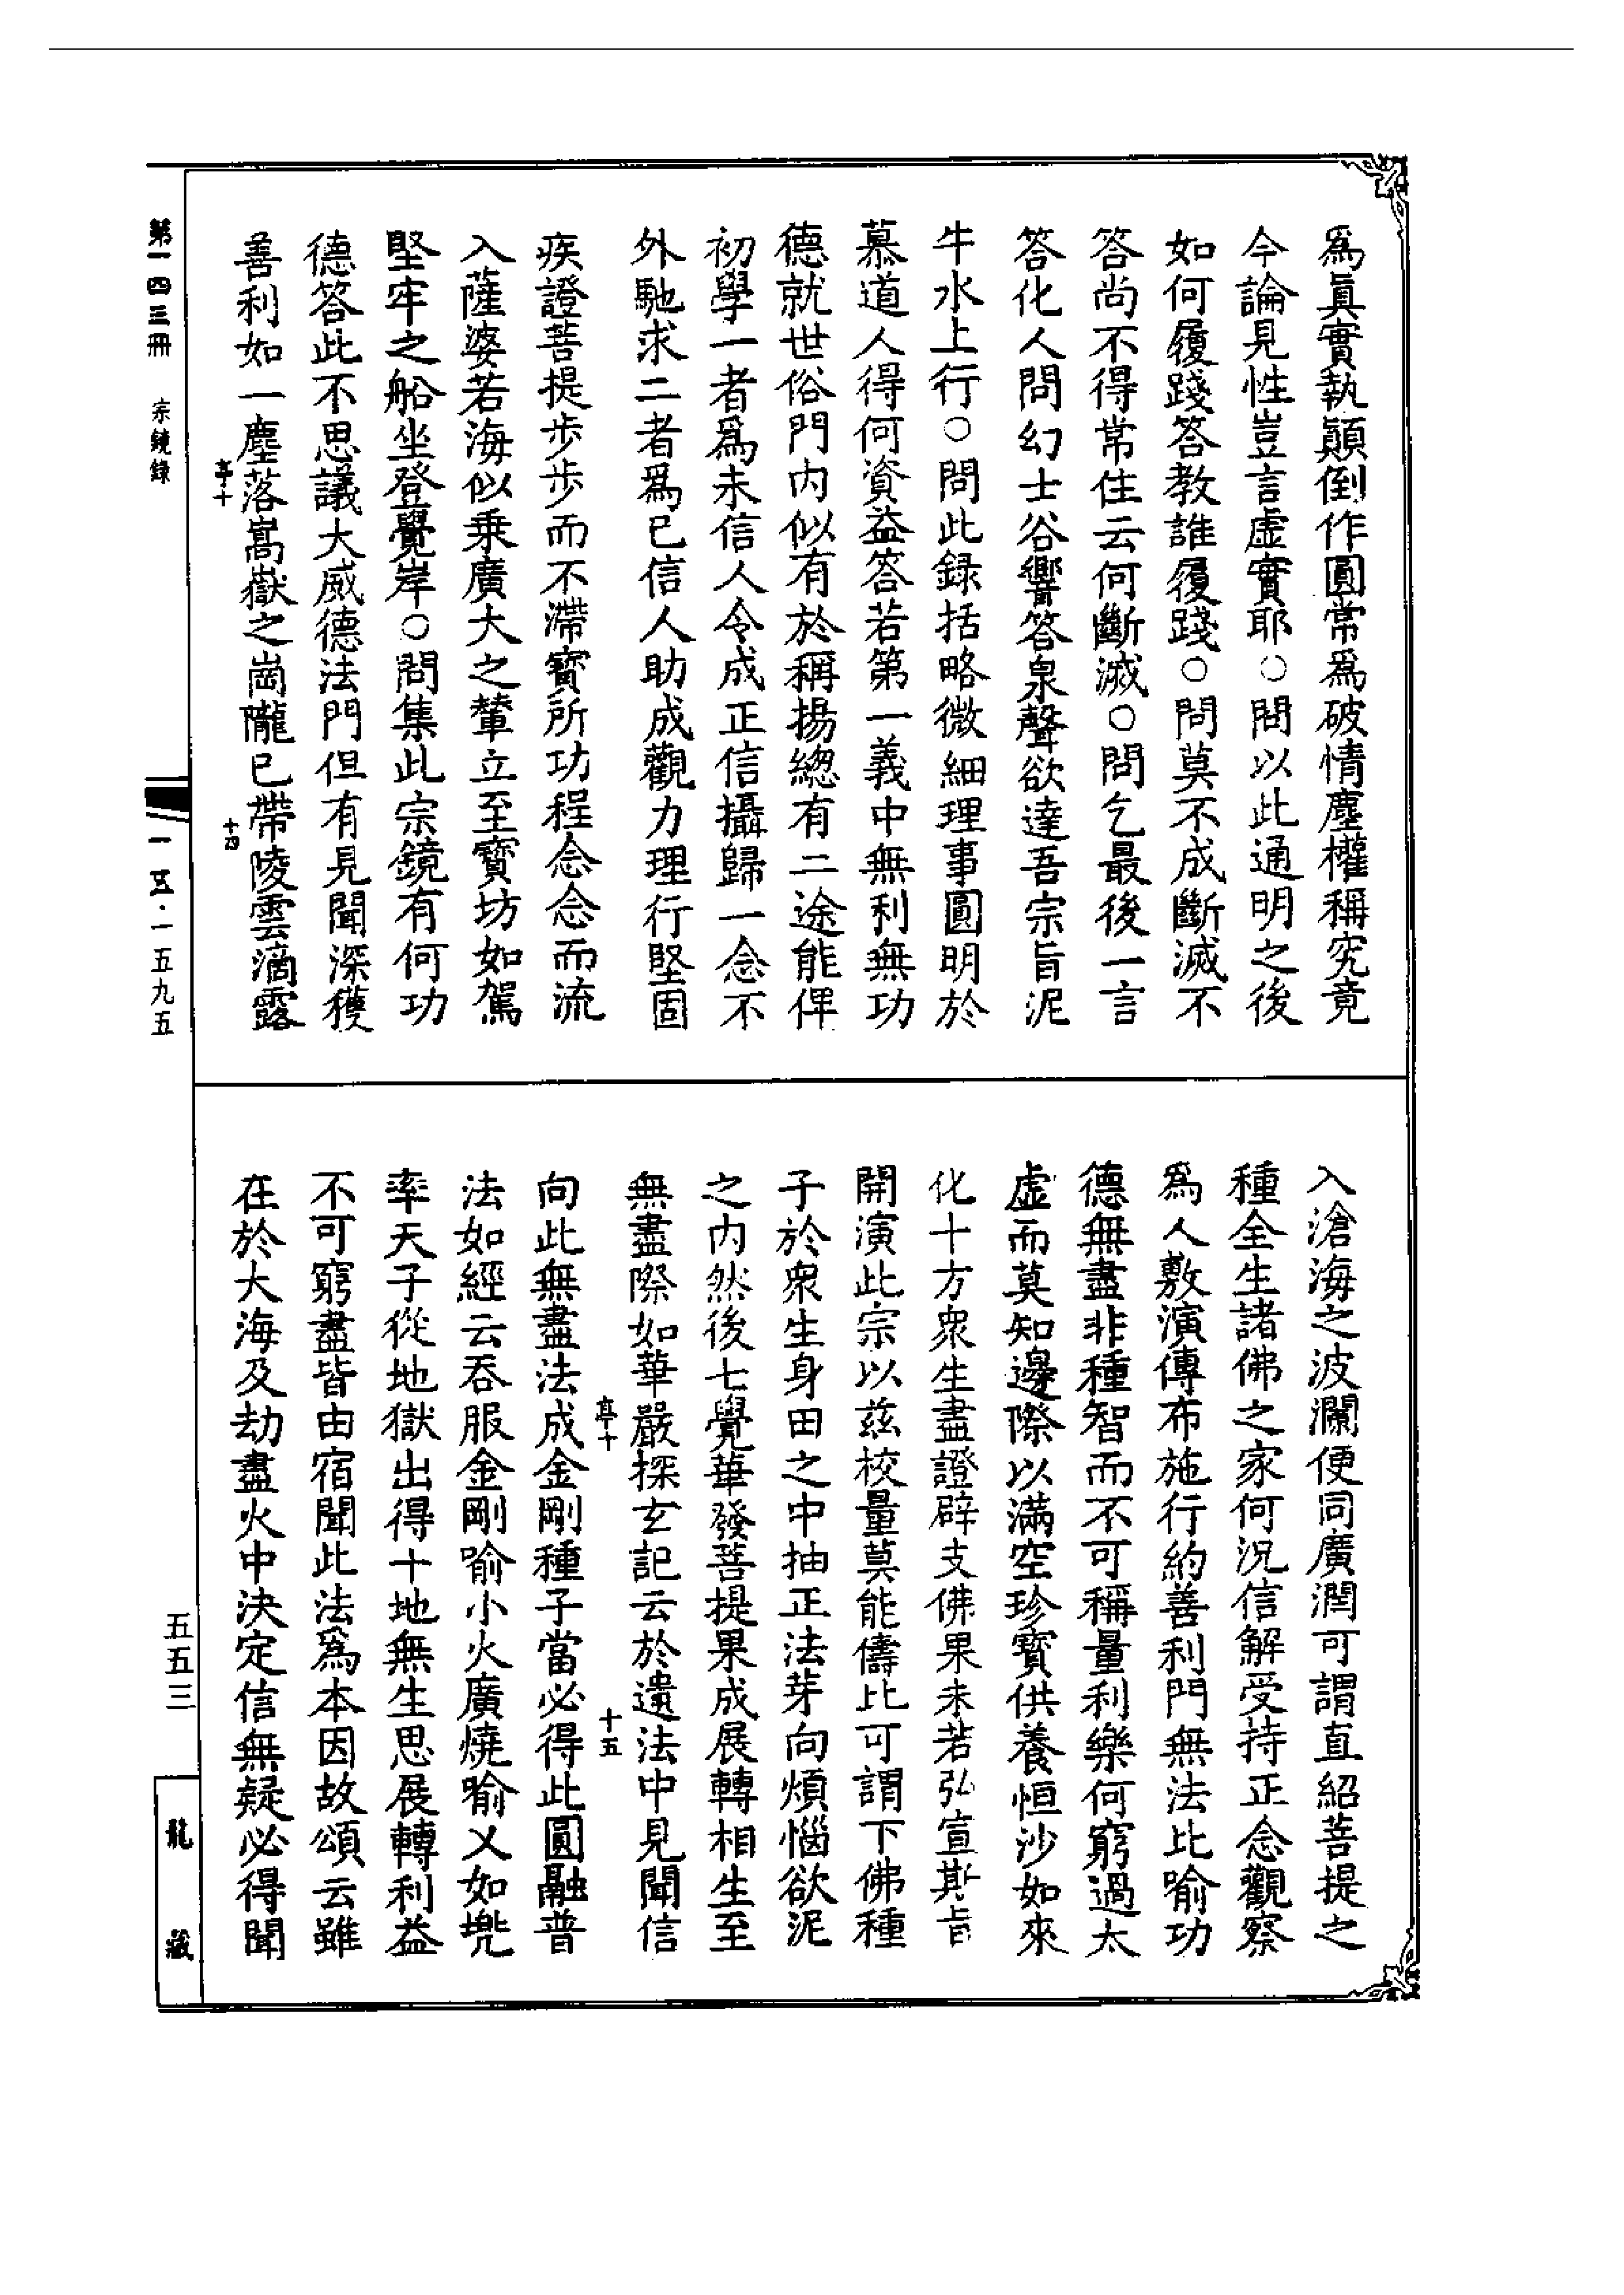 爲眞實執顚倒作圓常爲破情塵權稱究竟
今論見性豈言虛實耶○問以此通明之後
如何履踐答教誰履踐○問莫不成斷滅不
答尚不得常住云何斷滅○問乞最後一言
答化人問幻士谷響答泉聲欲達吾宗旨泥
牛水上行○問此録括略微細理事圓明於
慕道人得何資益答若第一義中無利無功
德就世俗門内似有於稱揚總有二途能俾
初學一者爲未信人令成正信攝歸一念不
外馳求二者爲已信人助成觀力理行堅固
疾證菩提步步而不滯寳所功程念念而流
入薩婆若海似乗廣大之輦立至寳坊如駕
堅牢之船坐登覺岸○問集此宗鏡有何功
德答此不思議大威德法門但有見聞深獲
善利如一塵落嵩嶽之崗隴已帶陵雲滴露
亭十
十四
入滄海之波瀾便同廣潤可謂直紹菩提之
種全生諸佛之家何況信解受持正念觀察
爲人敷演傳布施行約善利門無法比喻功
德無盡非種智而不可稱量利樂何窮過太
虛而莫知邊際以滿空珍寳供養恒沙如來
化十方衆生盡證辟支佛果未若弘宣斯旨
開演此宗以兹校量莫能儔比可謂下佛種
子於衆生身田之中抽正法芽向煩惱欲泥
之内然後七覺華發菩提果成展轉相生至
無盡際如華嚴探玄記云於遺法中見聞信
亭十
十五
向此無盡法成金剛種子當必得此圓融普
法如經云吞服金剛喻小火廣燒喻乂如兠
率天子從地獄出得十地無生思展轉利益
不可窮盡皆由宿聞此法爲本因故頌云雖
在於大海及劫盡火中決定信無疑必得聞
第一四三冊
宗鏡録
一一五·一五九五
五五三
龍藏